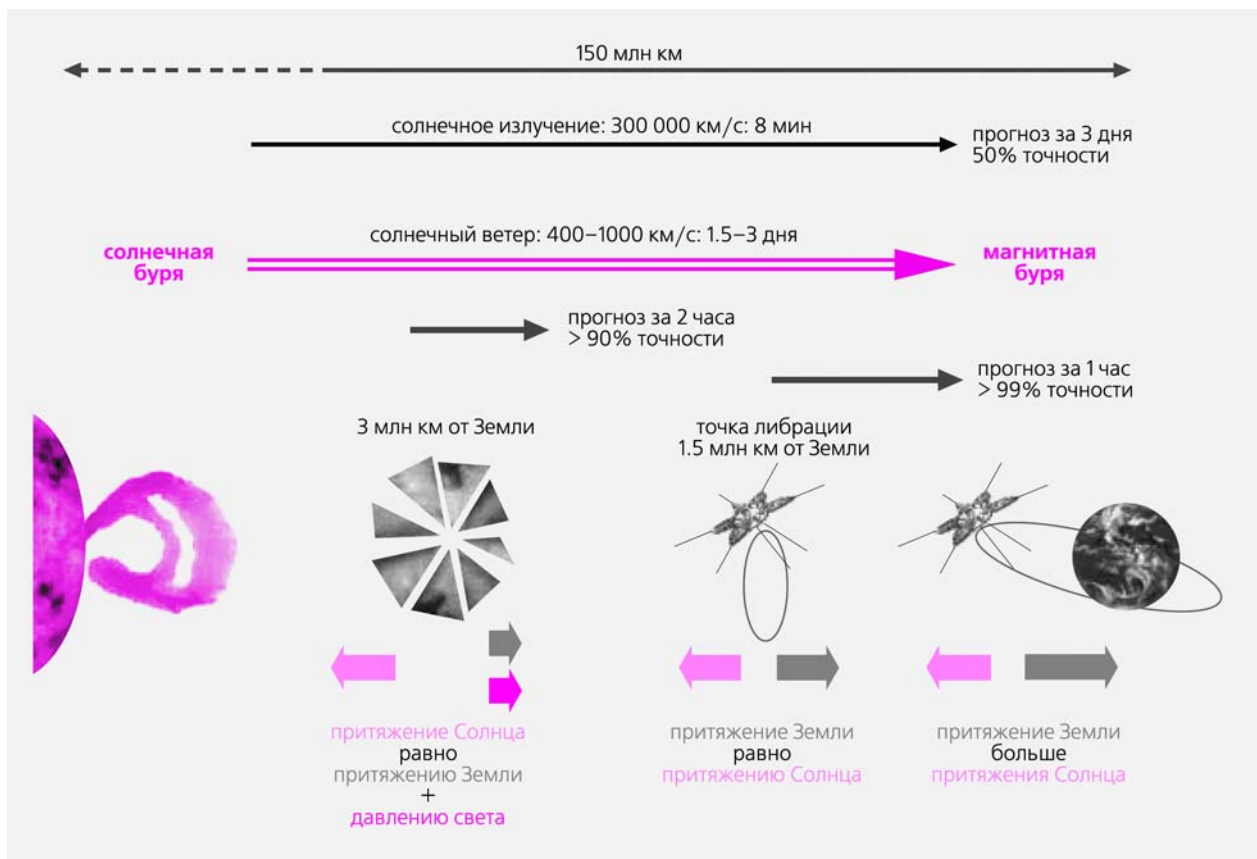 150 млн км
солнечное излучение: 300 000 км/с: 8 мин
прогноз за 3 дня
50% точности
солнечный ветер: 400–1000 км/с: 1.5–3 дня
солнечная
буря
магнитная
буря
прогноз за 2 часа
> 90% точности
прогноз за 1 час
> 99% точности
3 млн км от Земли
точка либрации
1.5 млн км от Земли
притяжение Солнца
равно
притяжению Земли
+
давлению света
притяжение Земли
равно
притяжению Солнца
притяжение Земли
больше
притяжения Солнца